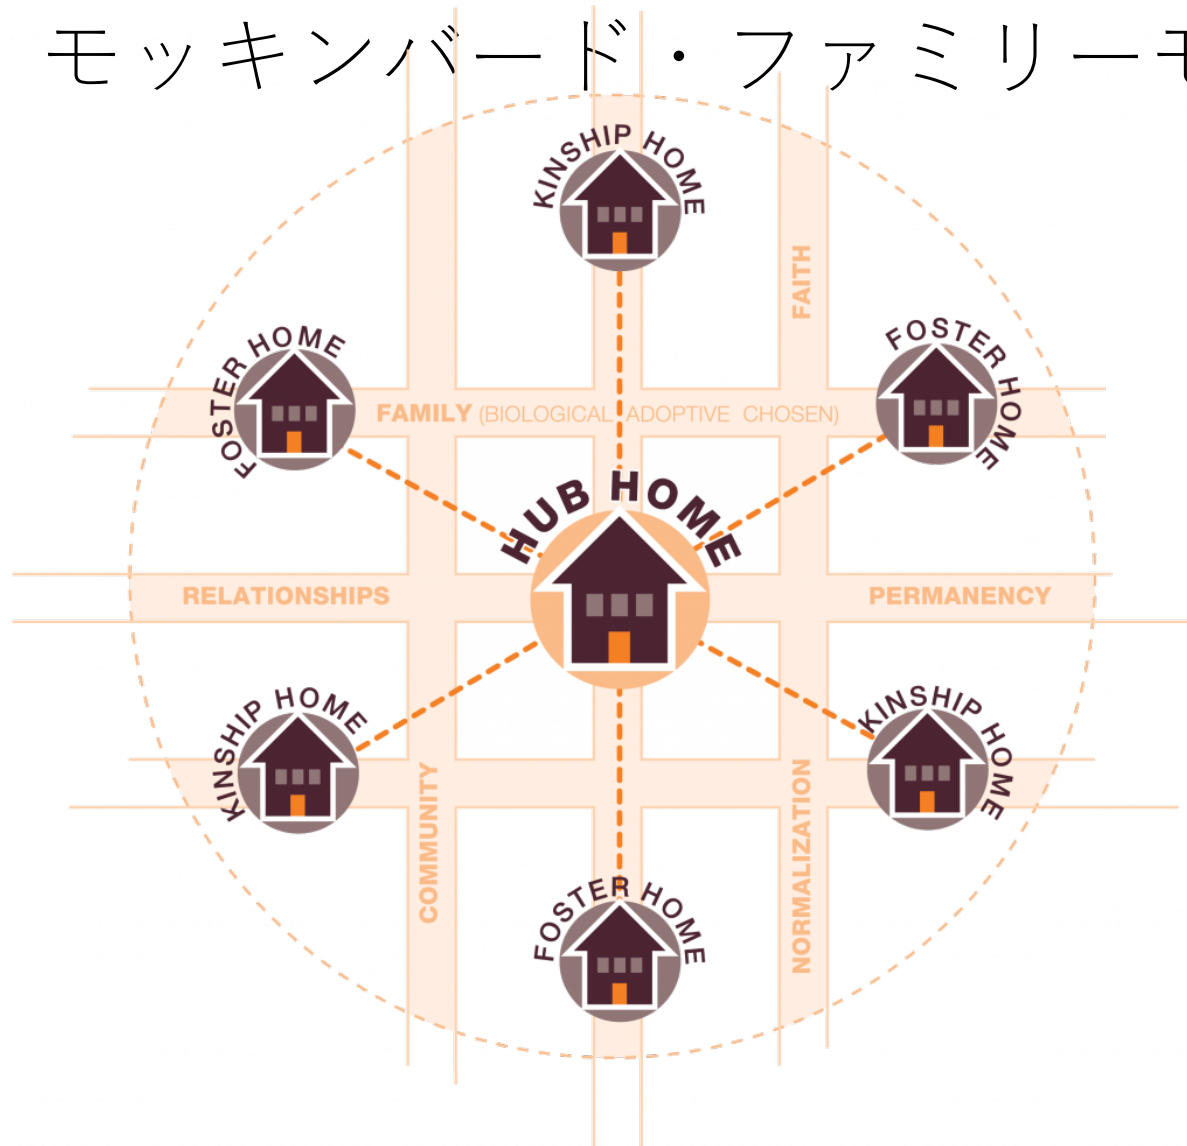 モッキンバード・ファミリーモ
KINSHIP HOME
FAITH
FOSTER HOME
FOSTER HOME
FAMILY (BIOLOGICAL ADOPTIVE CHOSEN)
HUB HOME
RELATIONSHIPS
PERMANENCY
KINSHIP HOME
KINSHIP HOME
COMMUNITY
NORMALIZATION
FOSTER HOME